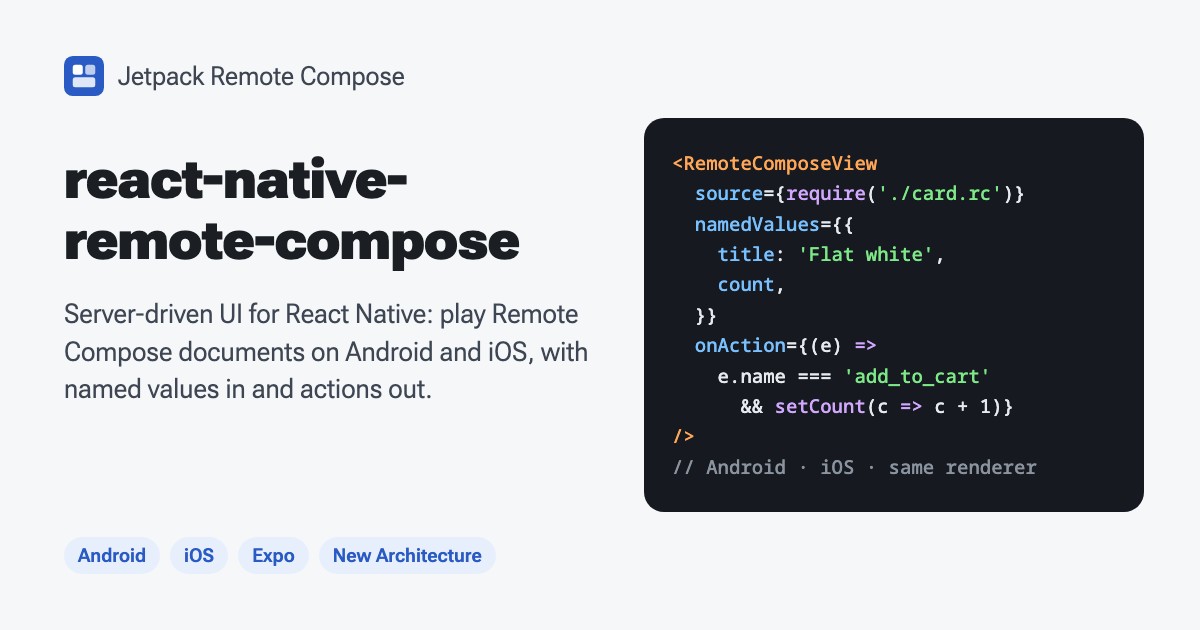 Jetpack Remote Compose
react-native-
remote-compose
Server-driven UI for React Native: play Remote
Compose documents on Android and iOS, with
named values in and actions out.
Android
iOS
Expo
New Architecture
<RemoteComposeView
  source={require('./card.rc')}
  namedValues={{
    title: 'Flat white',
    count,
  }}
  onAction={(e) =>
    e.name === 'add_to_cart'
      && setCount(c => c + 1)}
/>
// Android · iOS · same renderer